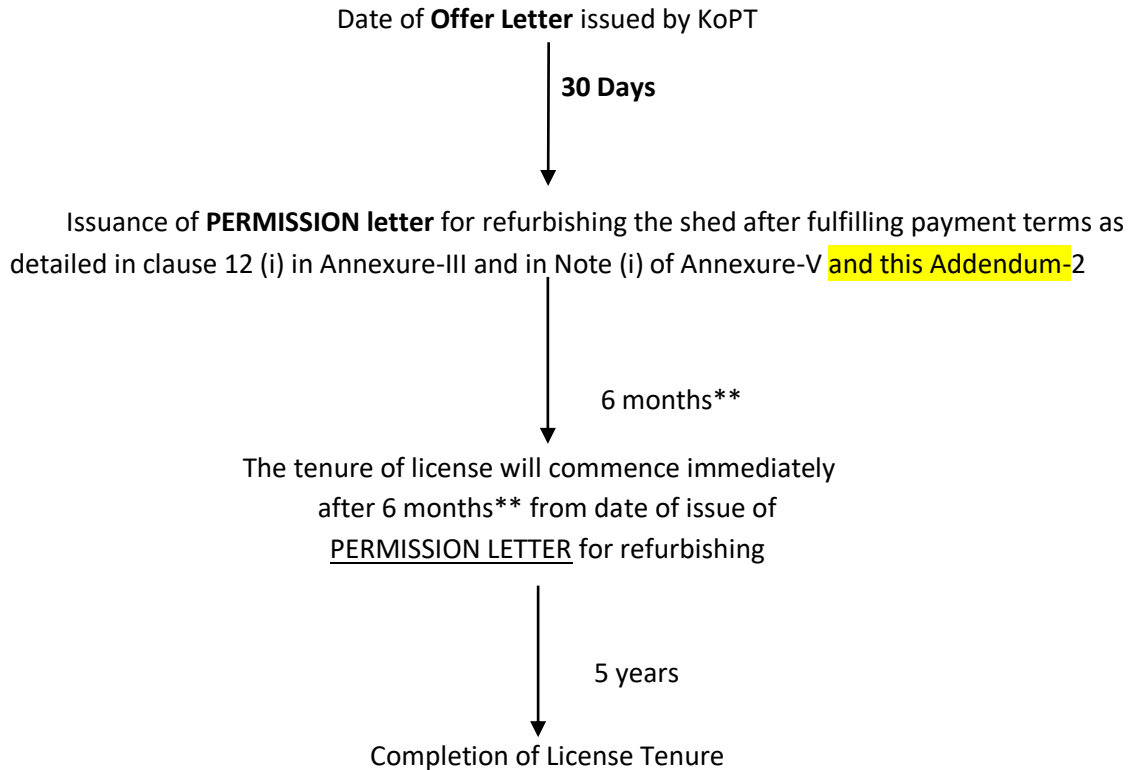 Date of Offer Letter issued by KoPT
30 Days
Issuance of PERMISSION letter for refurbishing the shed after fulfilling payment terms as
detailed in clause 12 (i) in Annexure-III and in Note (i) of Annexure-V and this Addendum-2
6 months**
The tenure of license will commence immediately
after 6 months** from date of issue of
PERMISSION LETTER for refurbishing
5 years
Completion of License Tenure